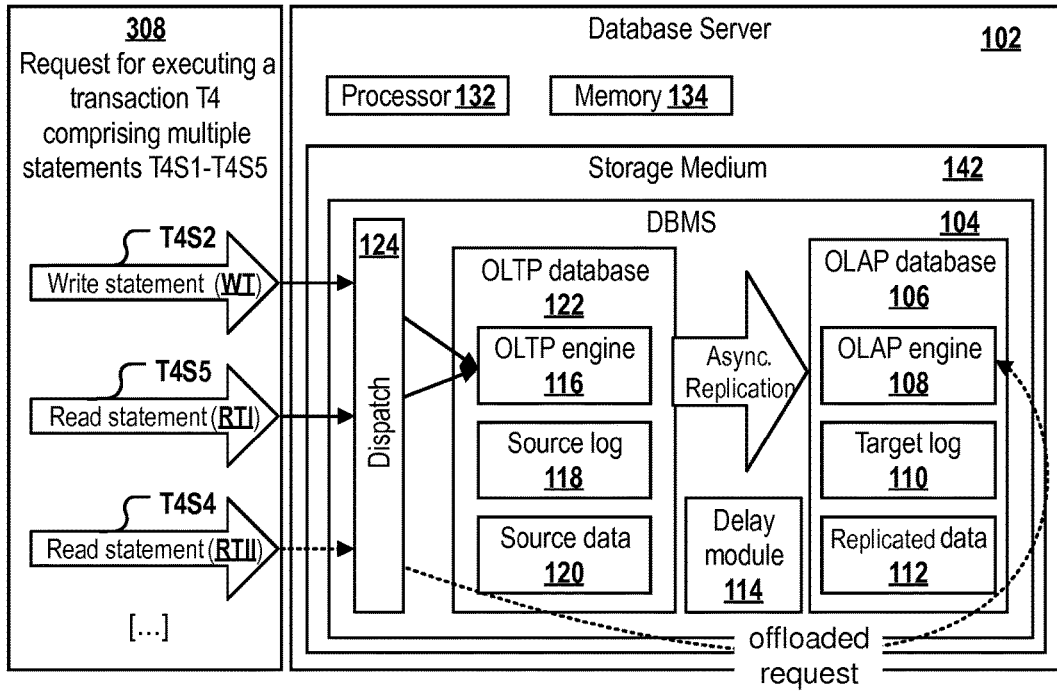 308
Request for executing a
transaction T4
comprising multiple
statements T4S1-T4S5
T4S2
Write statement (WT)
T4S5
Read statement (RTI)
T4S4
Read statement (RTII)
[...]
Database Server 102
Processor 132
Memory 134
Storage Medium 142
DBMS 104
124
Dispatch
OLTP database
122
OLTP engine
116
Source log
118
Source data
120
Async.
Replication
Delay
module
114
OLAP database
106
OLAP engine
108
Target log
110
Replicated data
112
offloaded
request